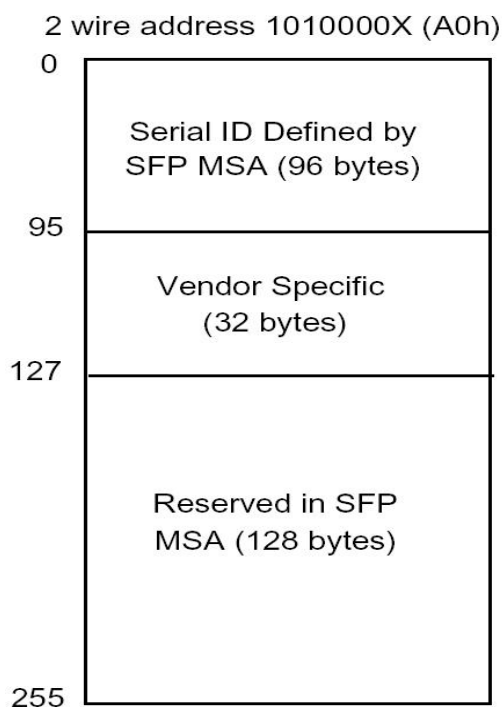 2 wire address 1010000X (A0h)
0
Serial ID Defined by
SFP MSA (96 bytes)
95
Vendor Specific
(32 bytes)
127
Reserved in SFP
MSA (128 bytes)
255